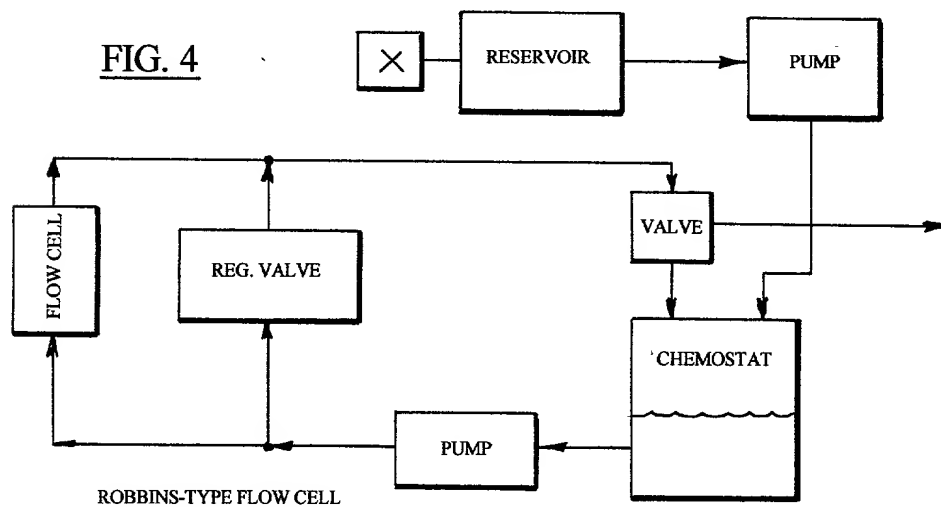 FIG. 4
X
RESERVOIR
PUMP
VALVE
FLOW CELL
REG. VALVE
CHEMOSTAT
PUMP
ROBBINS-TYPE FLOW CELL